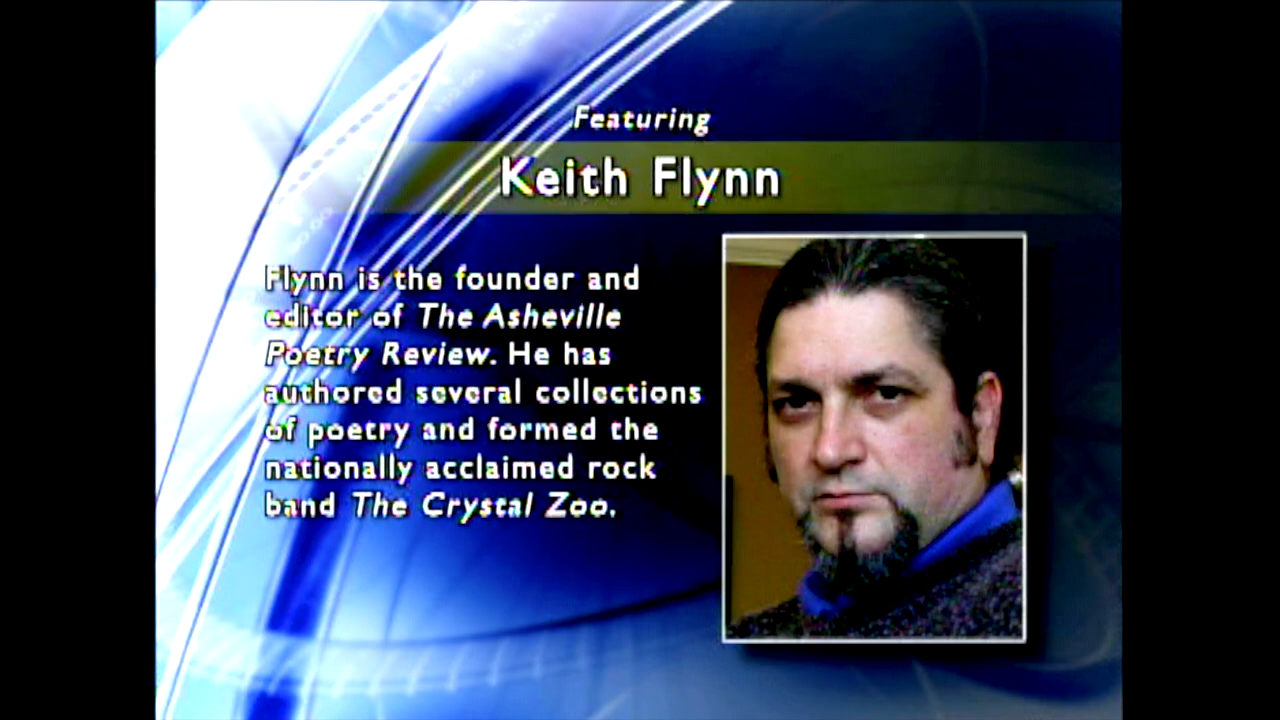 Featuring
Keith Flynn
Flynn is the founder and
editor of The Asheville
Poetry Review. He has
authored several collections
of poetry and formed the
nationally acclaimed rock
band The Crystal Zoo.